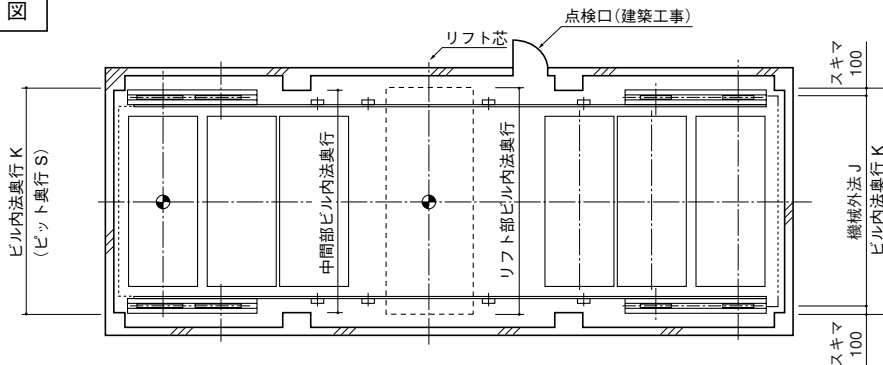 図
リフト芯
点検口(建築工事)
スキマ
100
ビル内法奥行 K
(ピット奥行 S)
中間部ビル内法奥行
リフト部ビル内法奥行
機械外法 J
ビル内法奥行 K
スキマ
100